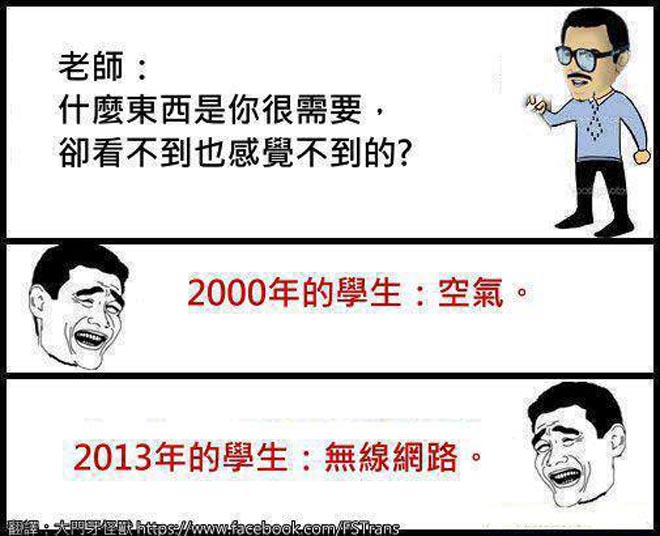 老師：
什麼東西是你很需要，
卻看不到也感覺不到的?
2000年的學生：空氣。
2013年的學生：無線網路。
翻譯：大門牙怪獸 https://www.facebook.com/FSTrans